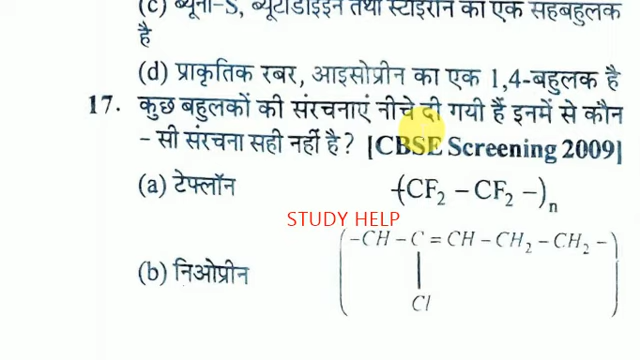 (c) ब्यूना-S, ब्यूटाडाइइन तथा स्टाइरीन का एक सहबहुलक
है
(d) प्राकृतिक रबर, आइसोप्रीन का एक 1,4-बहुलक है
17. कुछ बहुलकों की संरचनाएं नीचे दी गयी हैं इनमें से कौन
- सी संरचना सही नहीं है? [CBSE Screening 2009]
(a) टेफ्लॉन -(CF2 - CF2 -)n
STUDY HELP
(b) निओप्रीन (-CH - C = CH - CH2 - CH2 -)
Cl